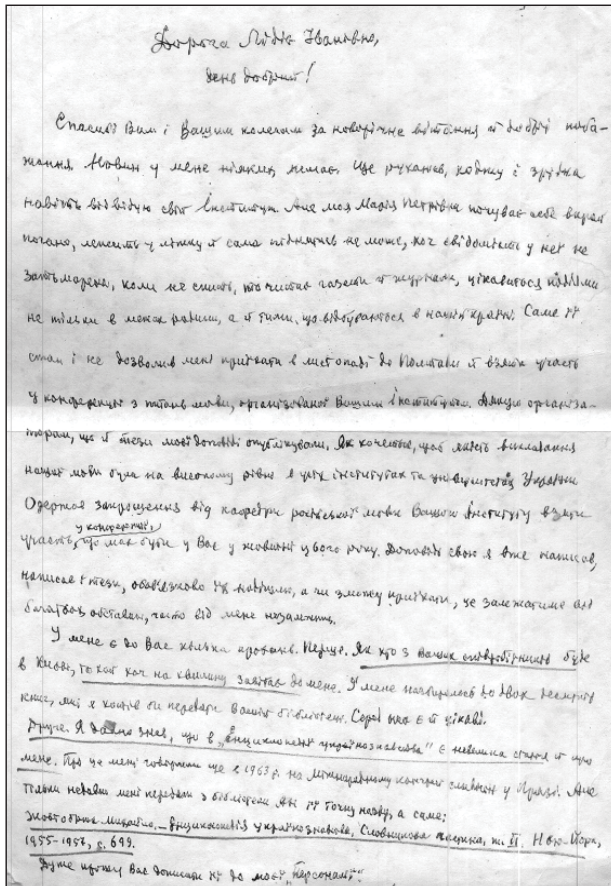 Дорога Лідіє Іванівно,
день добрий!
Спасибі Вам і Вашим колегам за новорічне вітання й добрі поба-
жання. Новин у мене ніяких немає. Ще рухаюсь, ходжу і зрідка
навіть відвідую свій Інститут. Але моя Марія Петрівна почуває себе вкрай
погано, лежить у ліжку й сама піднятись не може, хоч свідомість у неї не
затьмарена, коли не спить, то читає газети й журнали, цікавиться подіями
не тільки в межах родини, а й тими, що відбуваються в нашій країні. Саме її
стан і не дозволив мені приїхати в листопаді до Полтави й взяти участь
у конференції з питань мови, організованої Вашим інститутом. Дякую організа-
торам, що й тези моєї доповіді опублікували. Як хочеться, щоб якість викладання
нашої мови була на високому рівні в усіх інститутах та університетах України
Одержав запрошення від кафедри російської мови Вашого інституту взяти
участь у конференції, що має бути у Вас у жовтні цього року. Доповідь свою я вже написав,
написав і тези, обов'язково їх надішлю, а чи зможу приїхати, це залежатиме від
багатьох обставин, часто від мене незалежних.
У мене є до Вас кілька прохань. Перше. Як хто з Ваших співробітників буде
в Києві, то хай хоч на хвилину завітає до мене. У мене назбиралося до двох десятків
книг, які я хотів би передати Вашій бібліотеці. Серед них є й цікаві.
Друге. Я давно знав, що в „Енциклопедії українознавства" є невелика стаття й про
мене. Про це мені говорили ще в 1963 р. на міжнародному конгресі славістів у Празі. Але
тільки недавно мені передали з бібліотеки АН її точну назву, а саме:
Жовтобрюх Михайло. – Енциклопедія українознавства, Словникова частина, т. II. Нью-Йорк,
1955–1956, с. 699.
Дуже прошу Вас дописати її до моєї „Персоналії".